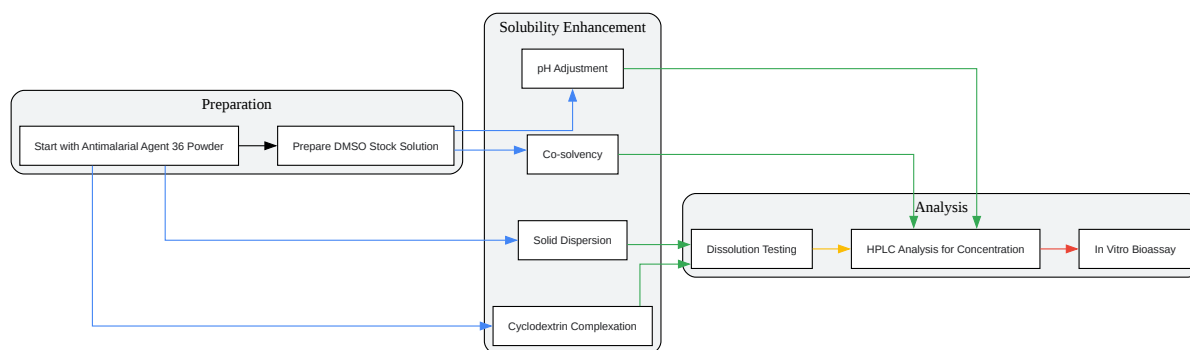 Solubility Enhancement
pH Adjustment
Preparation
Start with Antimalarial Agent 36 Powder
Prepare DMSO Stock Solution
Co-solvency
Analysis
Solid Dispersion
Dissolution Testing
HPLC Analysis for Concentration
In Vitro Bioassay
Cyclodextrin Complexation